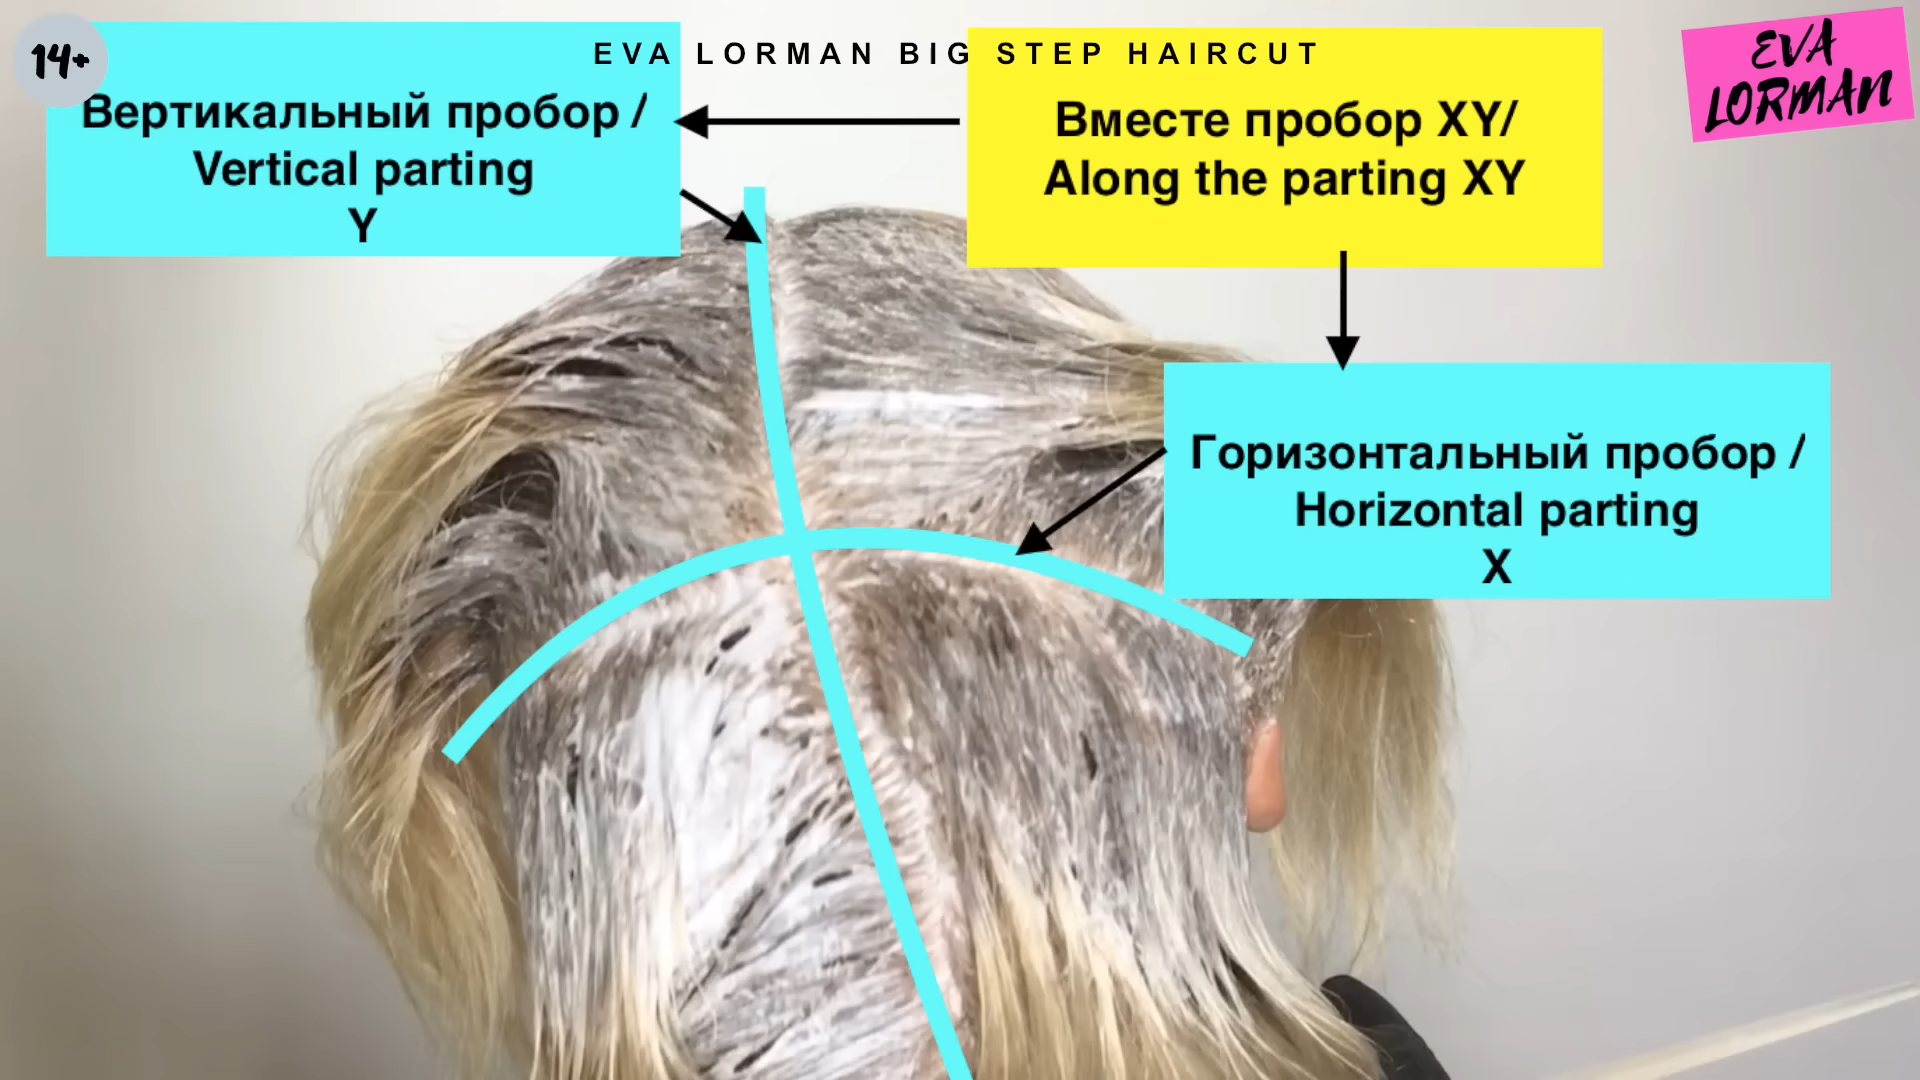 14+
EVA LORMAN BIG STEP HAIRCUT
EVA
LORMAN
Вертикальный пробор /
Vertical parting
Y
Вместе пробор XY/
Along the parting XY
Горизонтальный пробор /
Horizontal parting
X